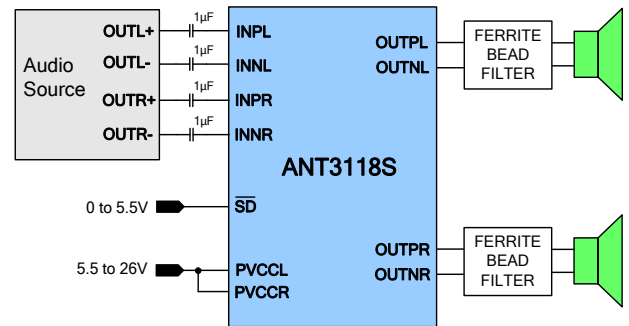 Audio
Source
OUTL+
OUTL-
OUTR+
OUTR-
1µF
1µF
1µF
1µF
INPL
INNL
INPR
INNR
ANT3118S
SD
PVCCL
PVCCR
0 to 5.5V
5.5 to 26V
OUTPL
OUTNL
OUTPR
OUTNR
FERRITE
BEAD
FILTER
FERRITE
BEAD
FILTER